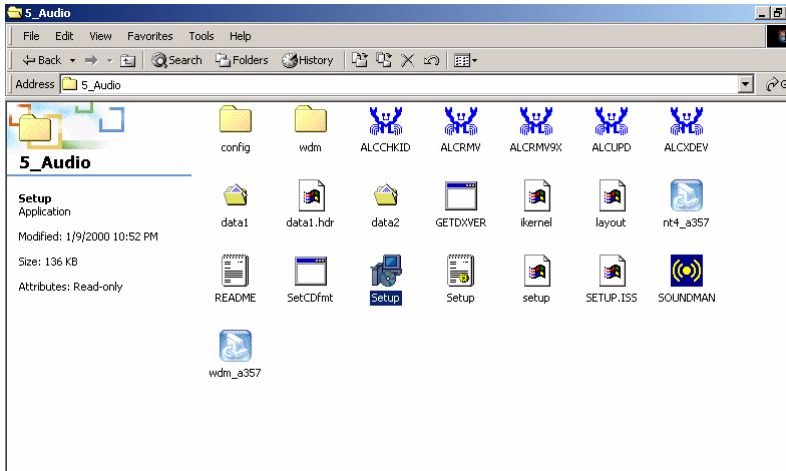 5_Audio
File Edit View Favorites Tools Help
Back Search Folders History
Address 5_Audio
5_Audio
Setup
Application
Modified: 1/9/2000 10:52 PM
Size: 136 KB
Attributes: Read-only
config wdm ALCCHKID ALCRMV ALCRMV9X ALCUPD ALCXDEV
data1 data1.hdr data2 GETDXVER ikernel layout nt4_a357
README SetCDfmt Setup Setup setup SETUP.ISS SOUNDMAN
wdm_a357